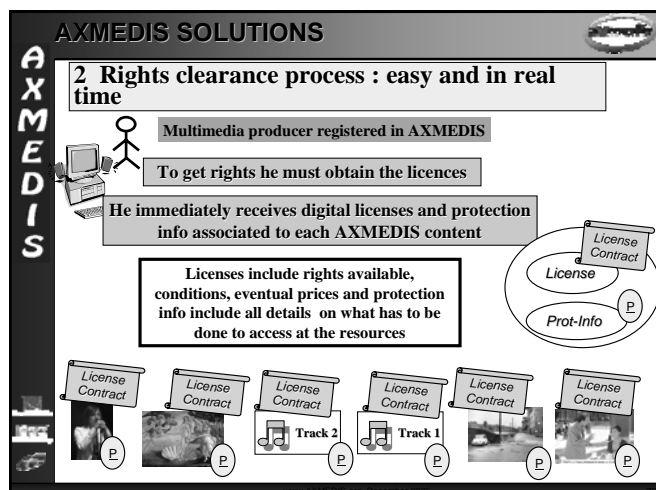 AXMEDIS SOLUTIONS
AXMEDIS
2 Rights clearance process : easy and in real
time
Multimedia producer registered in AXMEDIS
To get rights he must obtain the licences
He immediately receives digital licenses and protection
info associated to each AXMEDIS content
License
Contract
License
P
Prot-Info
Licenses include rights available,
conditions, eventual prices and protection
info include all details on what has to be
done to access at the resources
License
Contract
P
License
Contract
P
License
Contract
Track 2
P
License
Contract
Track 1
P
License
Contract
P
License
Contract
P